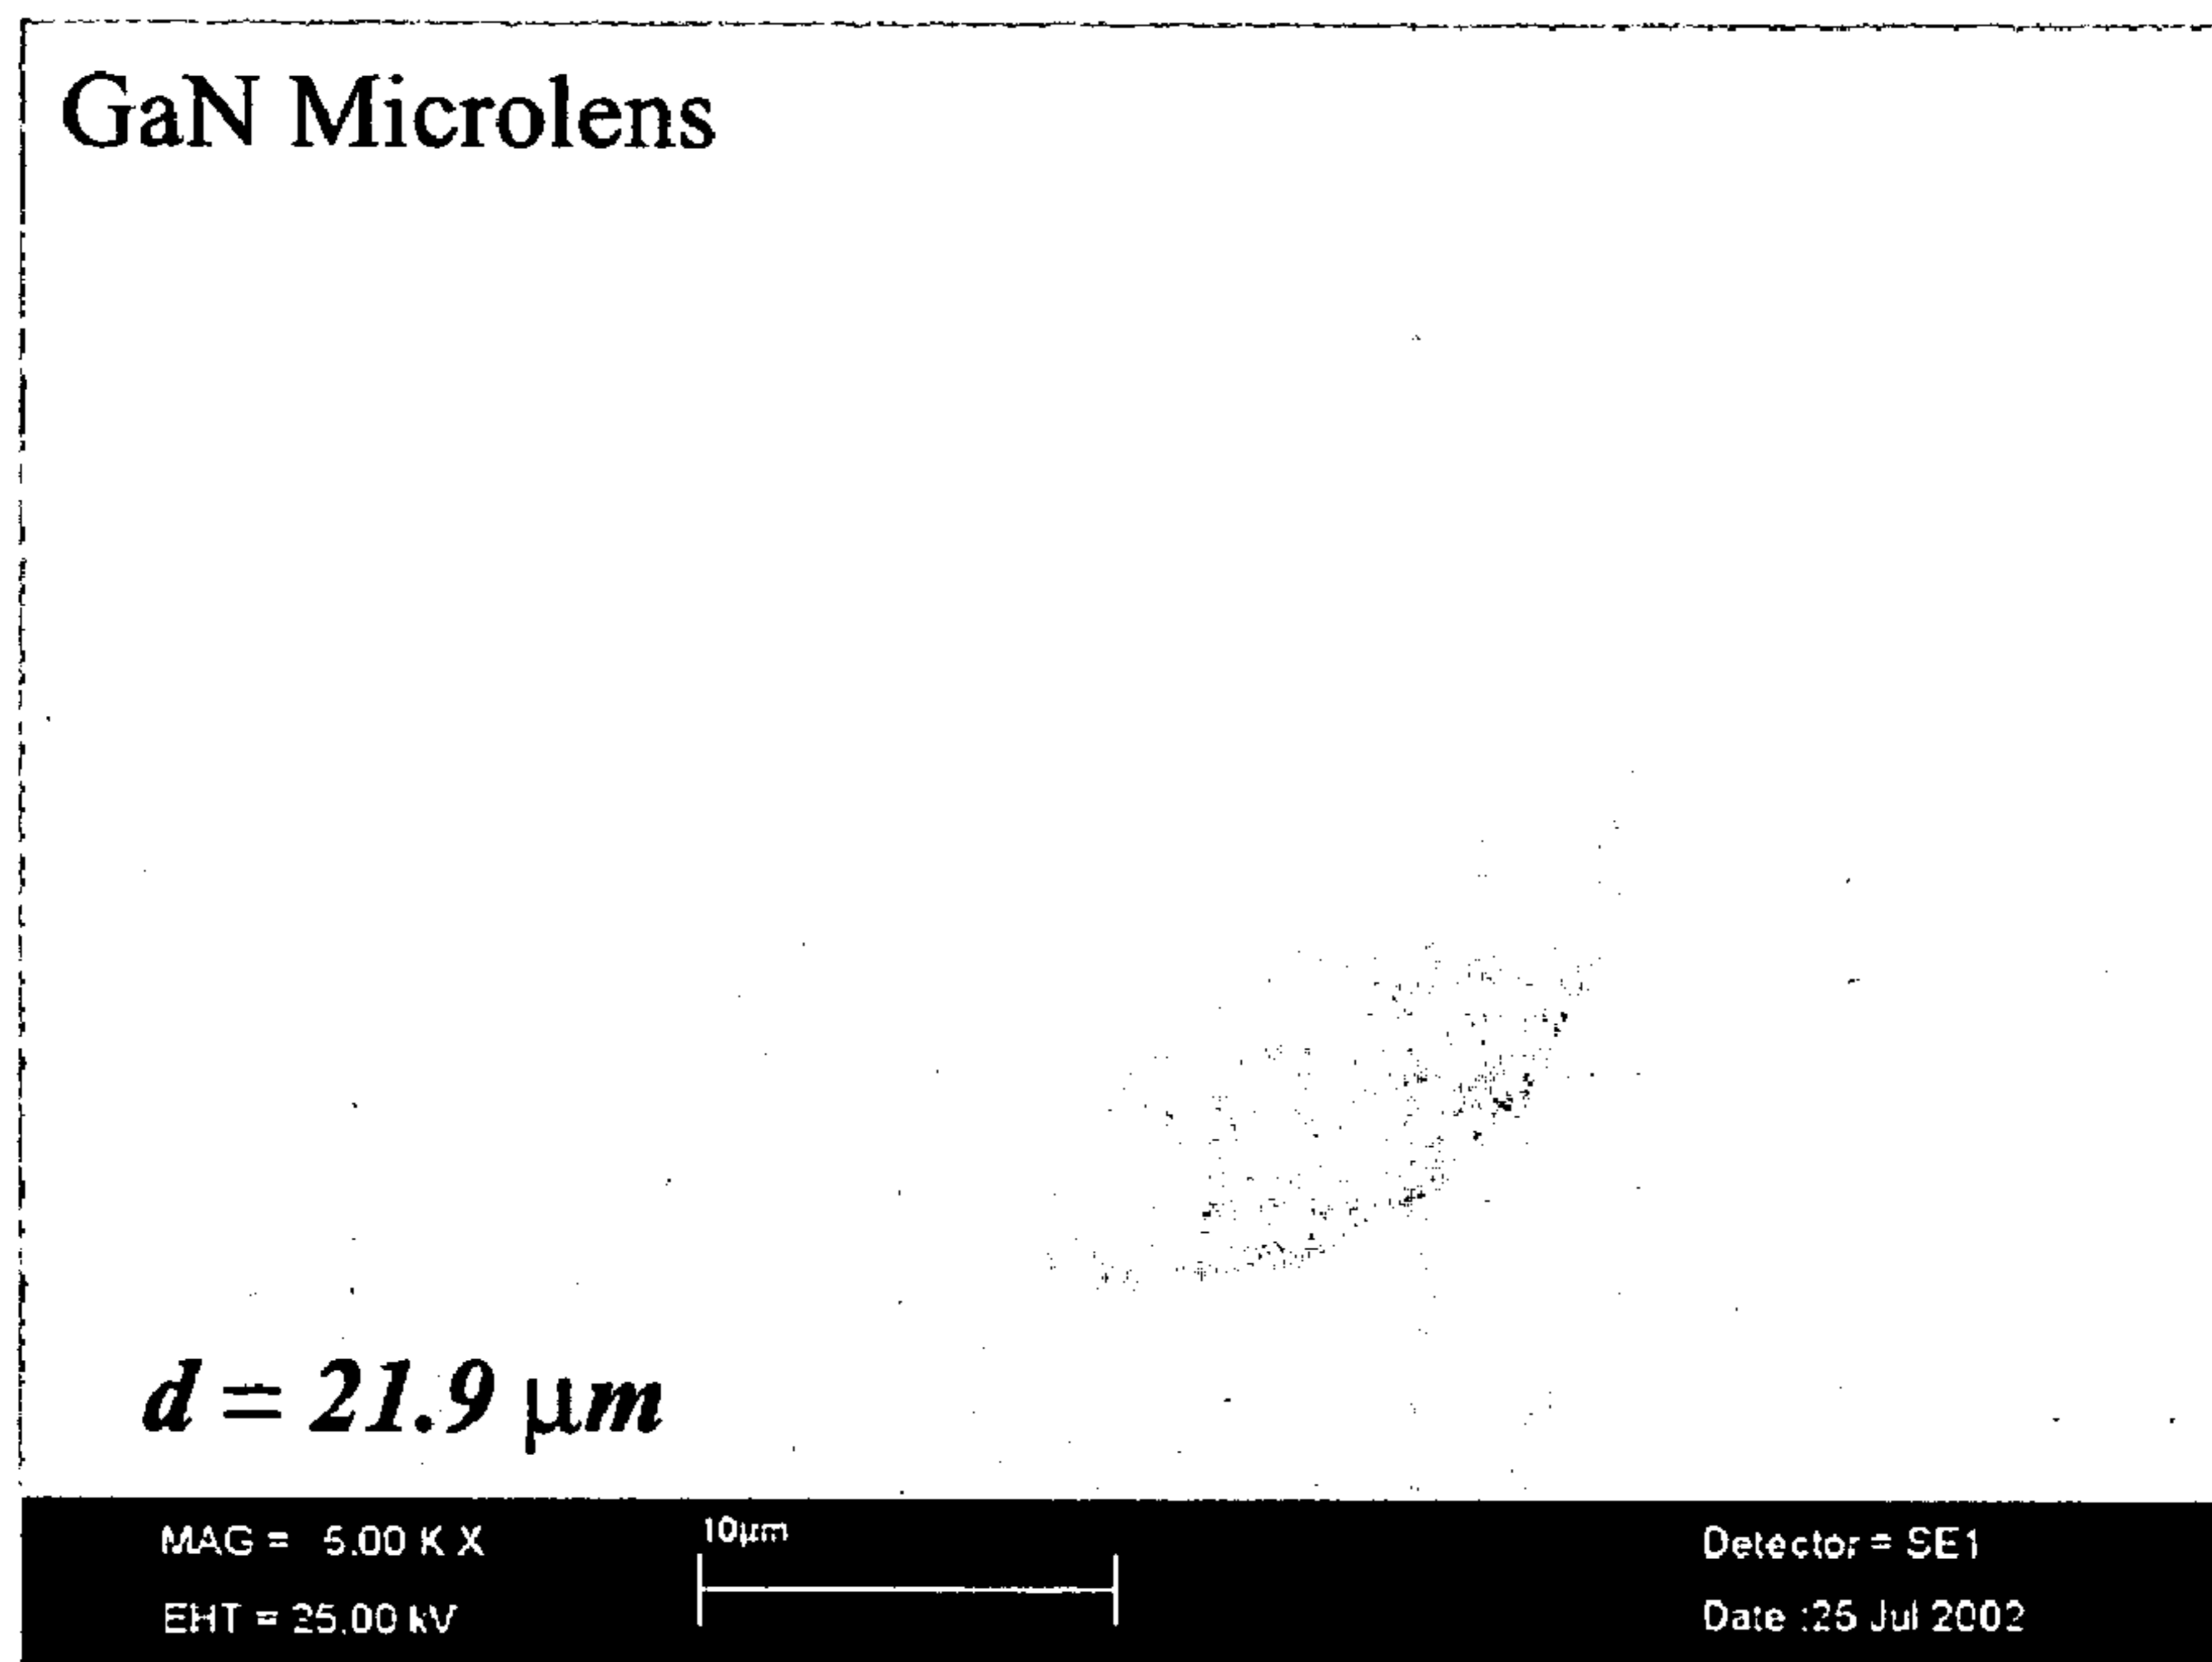 GaN Microlens
d = 21.9 µm
MAG = 5.00 K X
10µm
Detector = SE1
EHT = 25.00 kV
Date :25 Jul 2002